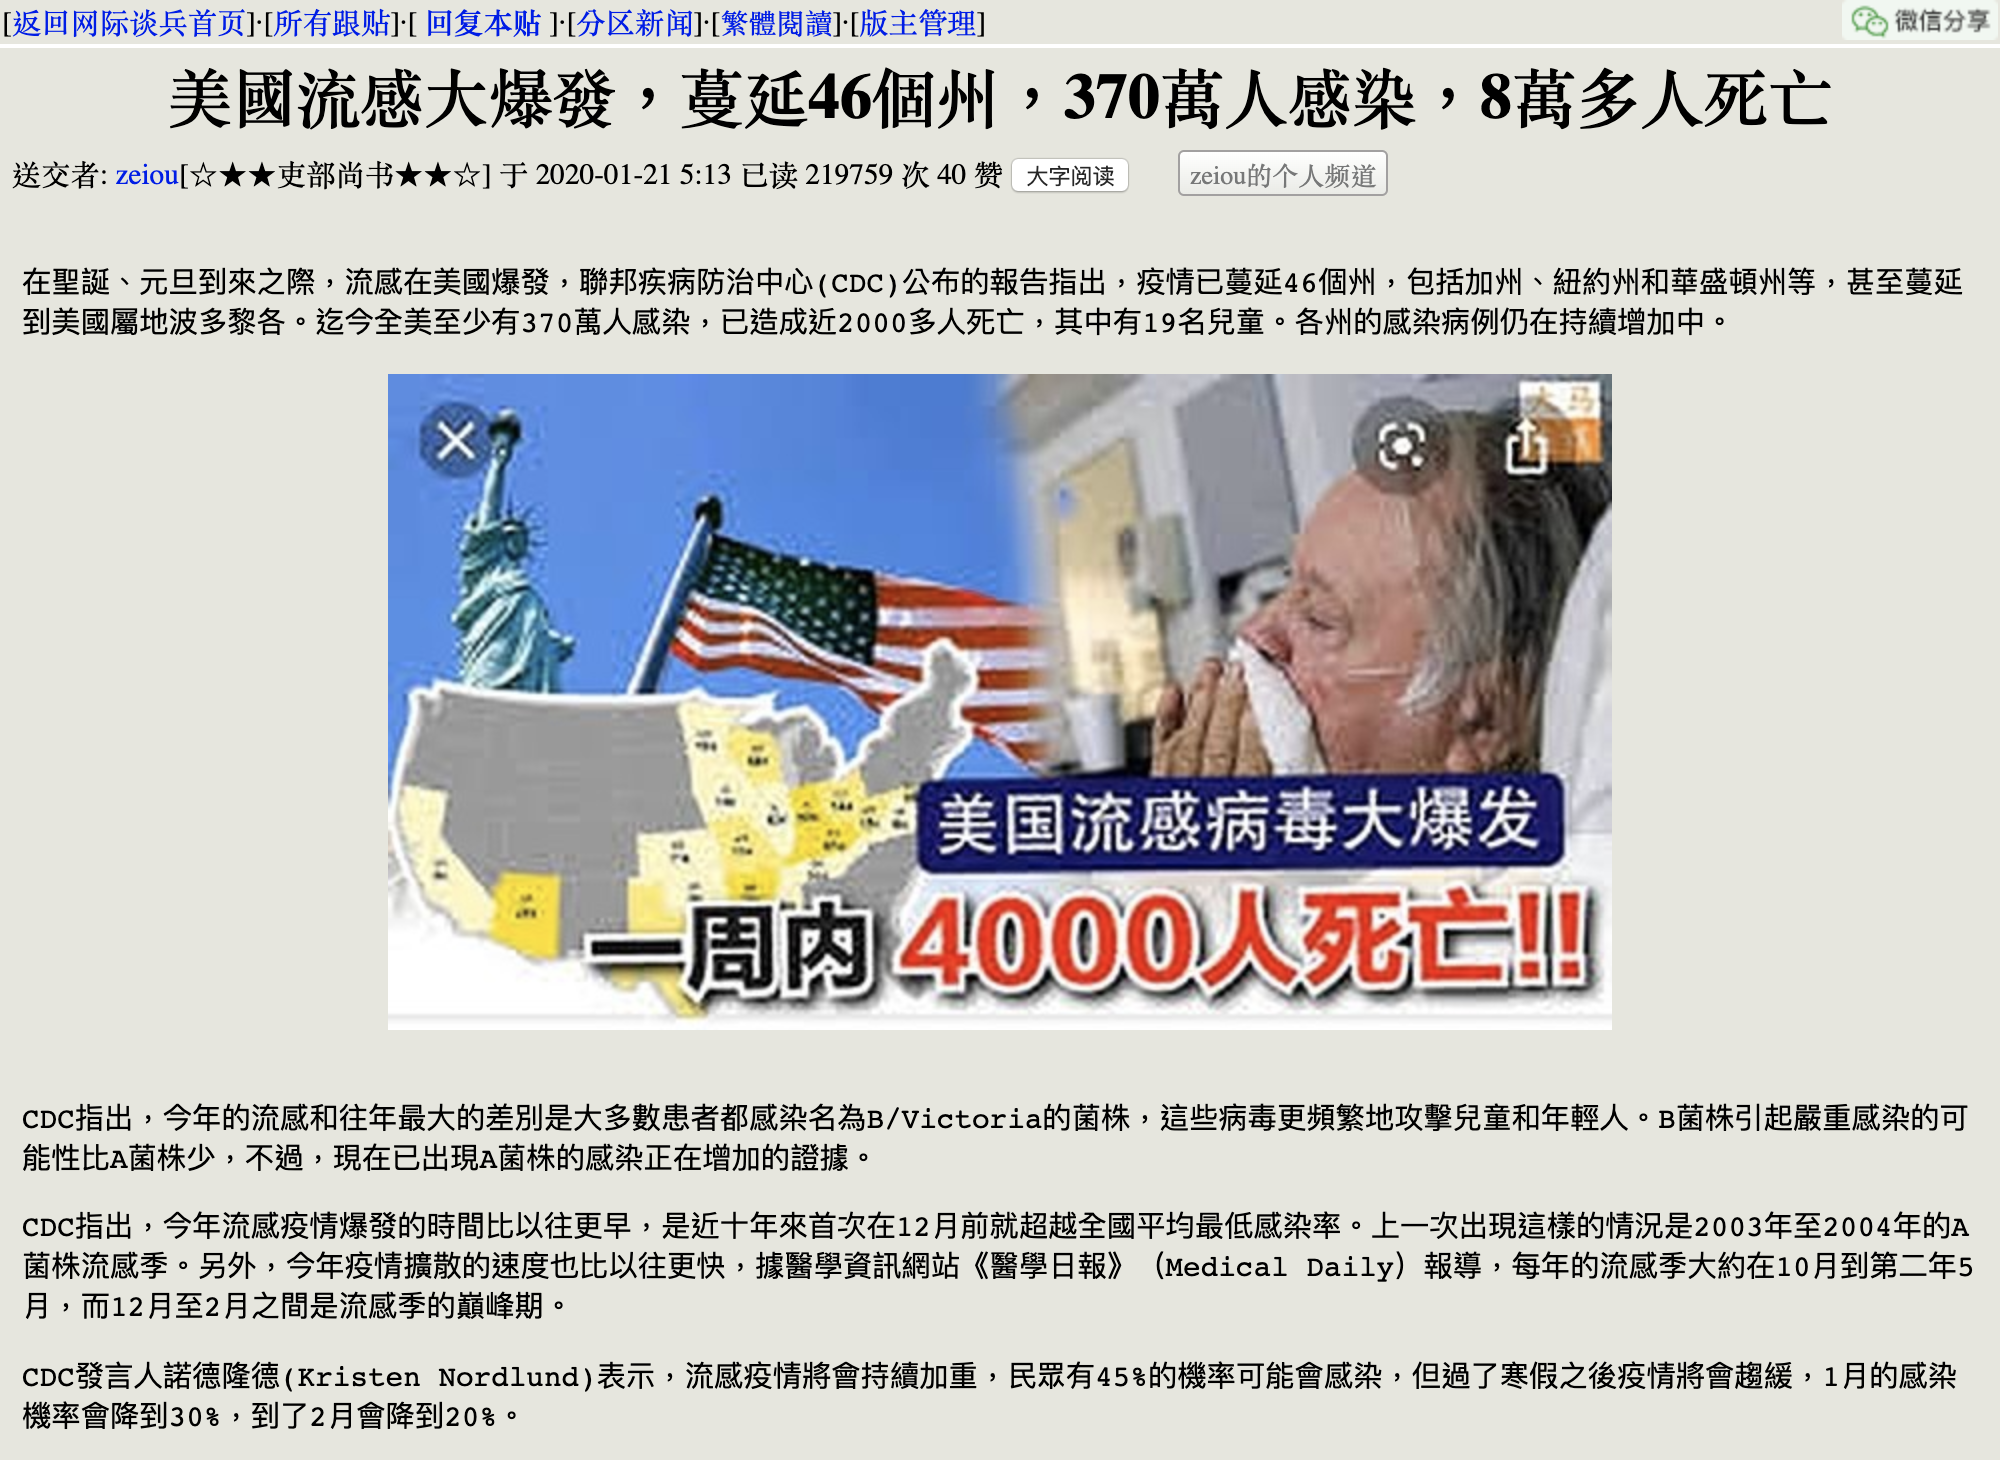 [返回网际谈兵首页]·[所有跟贴]·[ 回复本贴 ]·[分区新闻]·[繁體閱讀]·[版主管理]
微信分享
美國流感大爆發，蔓延46個州，370萬人感染，8萬多人死亡
送交者: zeiou[☆★★吏部尚书★★☆] 于 2020-01-21 5:13 已读 219759 次 40 赞 大字阅读 zeiou的个人频道
在聖誕、元旦到來之際，流感在美國爆發，聯邦疾病防治中心(CDC)公布的報告指出，疫情已蔓延46個州，包括加州、紐約州和華盛頓州等，甚至蔓延
到美國屬地波多黎各。迄今全美至少有370萬人感染，已造成近2000多人死亡，其中有19名兒童。各州的感染病例仍在持續增加中。
美国流感病毒大爆发
一周内 4000人死亡!!
CDC指出，今年的流感和往年最大的差別是大多數患者都感染名為B/Victoria的菌株，這些病毒更頻繁地攻擊兒童和年輕人。B菌株引起嚴重感染的可
能性比A菌株少，不過，現在已出現A菌株的感染正在增加的證據。
CDC指出，今年流感疫情爆發的時間比以往更早，是近十年來首次在12月前就超越全國平均最低感染率。上一次出現這樣的情況是2003年至2004年的A
菌株流感季。另外，今年疫情擴散的速度也比以往更快，據醫學資訊網站《醫學日報》（Medical Daily）報導，每年的流感季大約在10月到第二年5
月，而12月至2月之間是流感季的巔峰期。
CDC發言人諾德隆德(Kristen Nordlund)表示，流感疫情將會持續加重，民眾有45%的機率可能會感染，但過了寒假之後疫情將會趨緩，1月的感染
機率會降到30%，到了2月會降到20%。